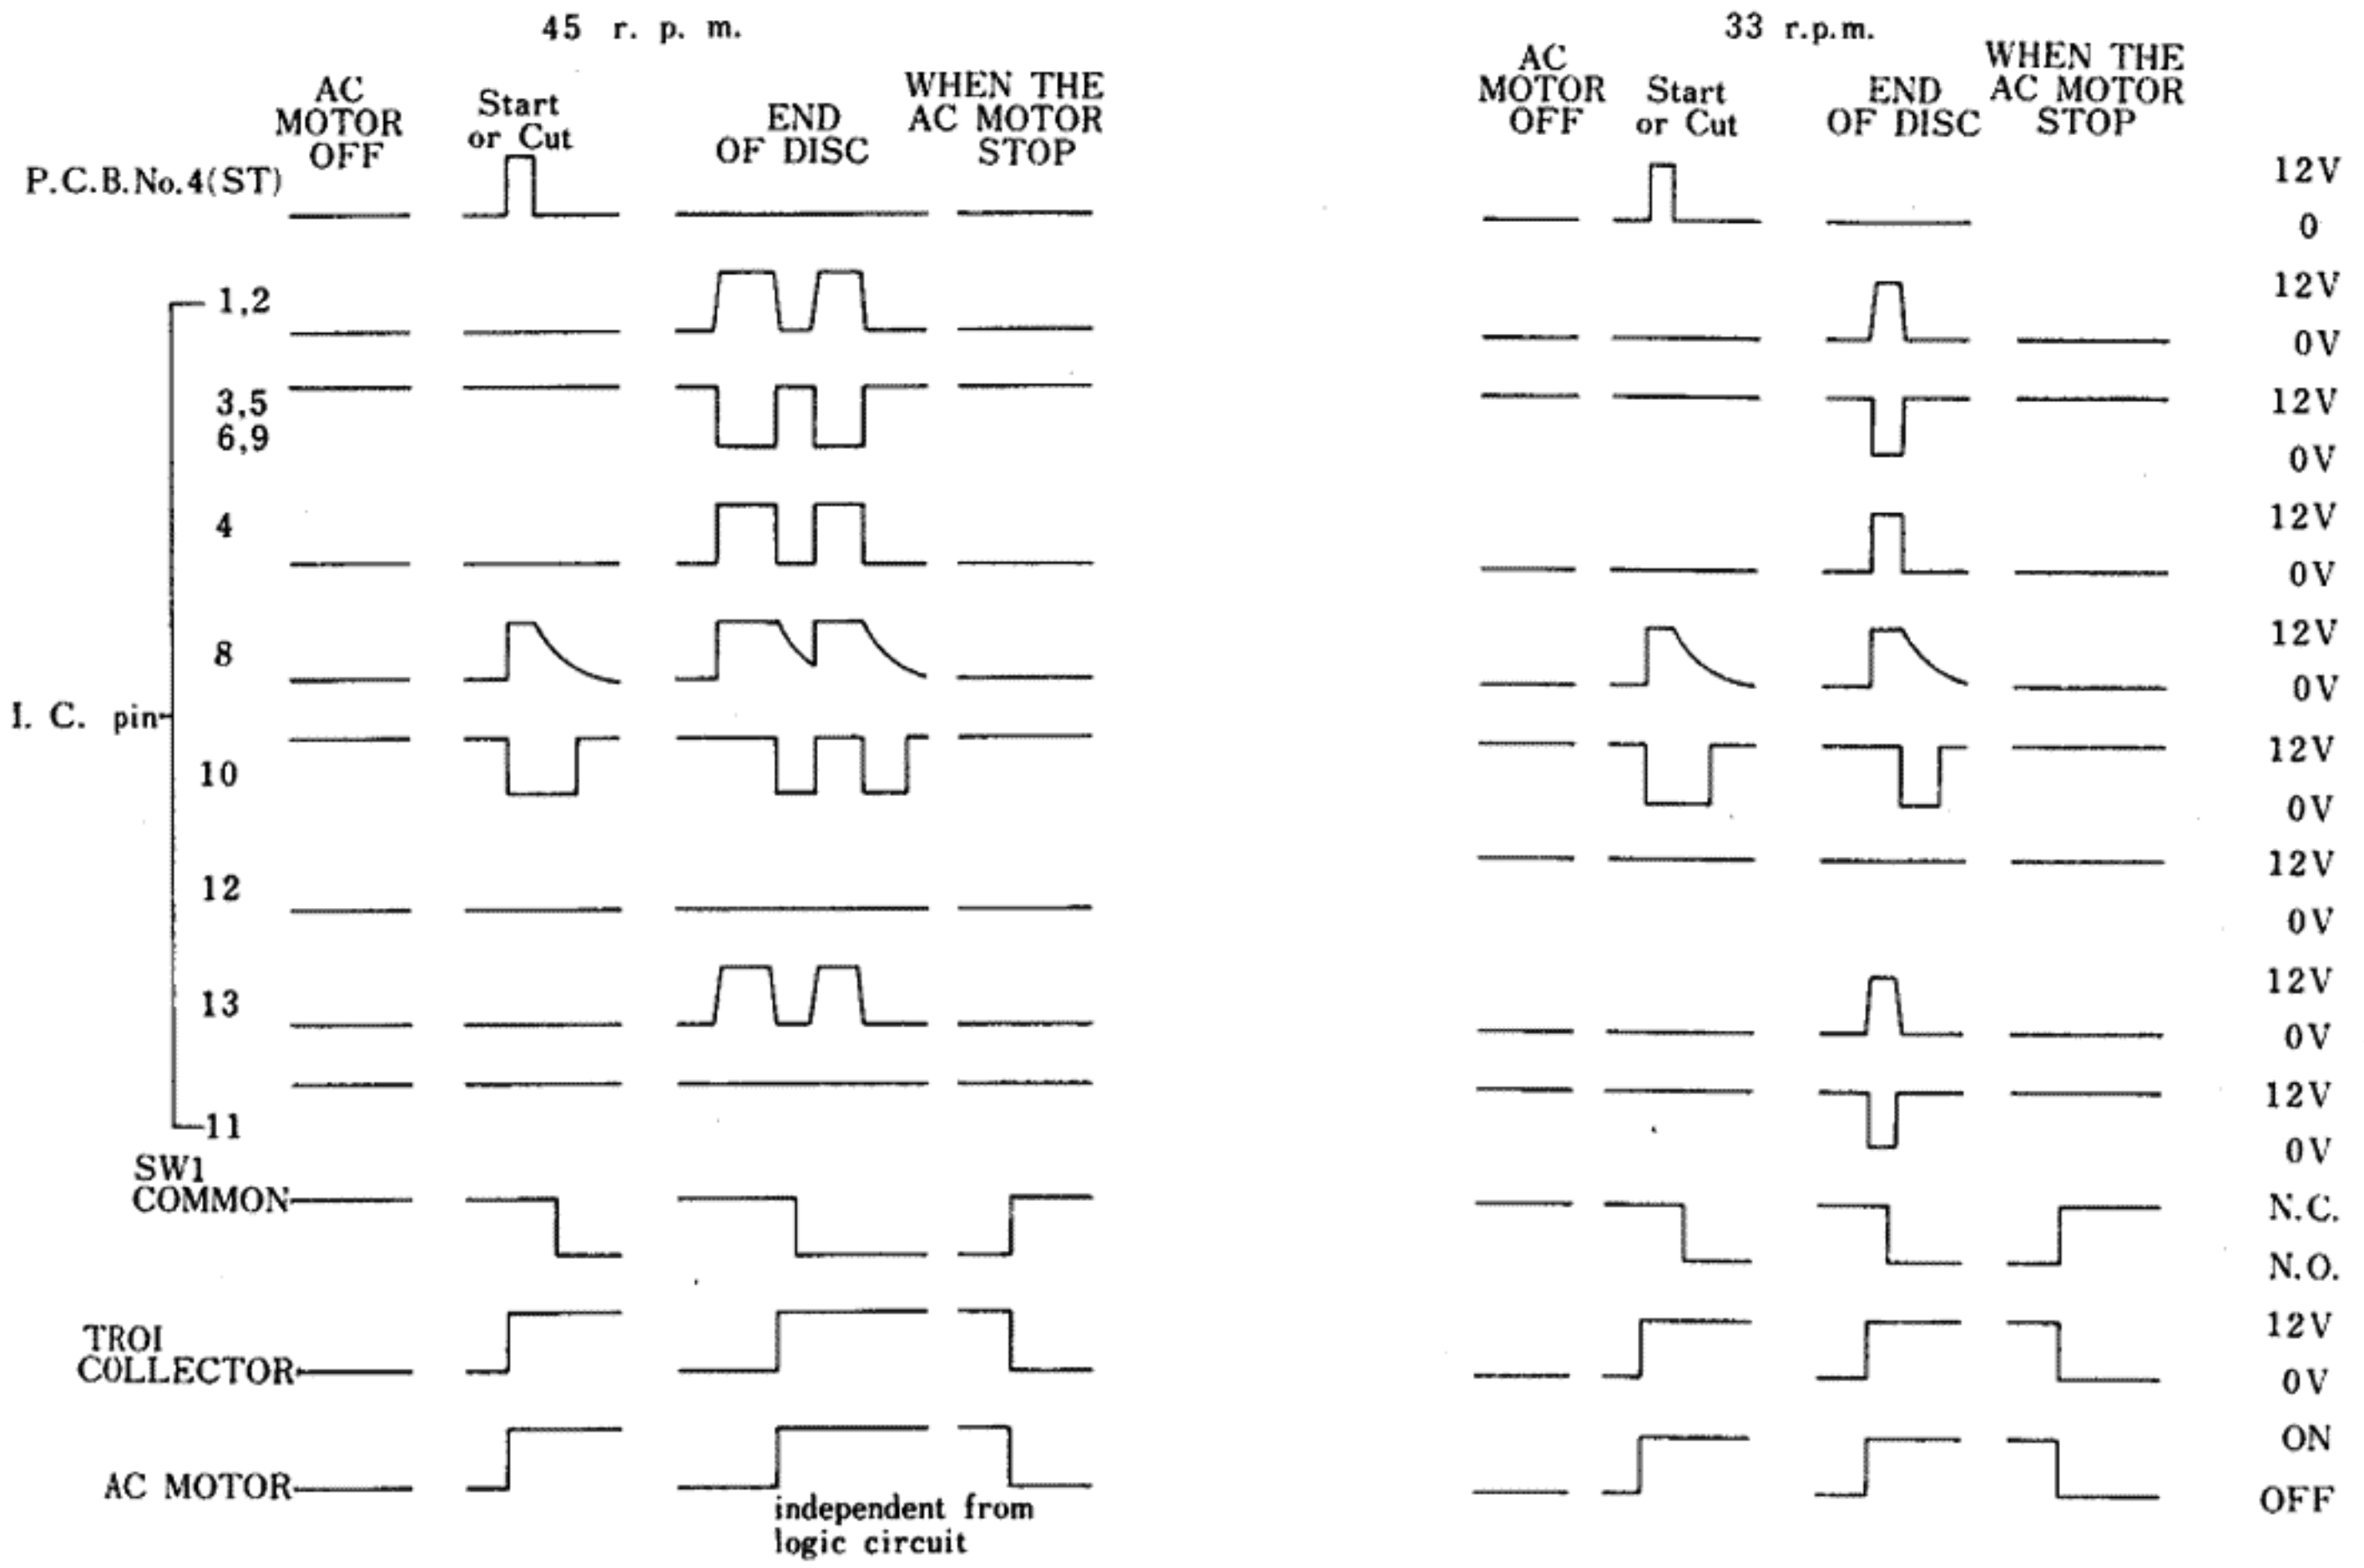 45 r. p. m.
33 r.p.m.
AC
MOTOR
OFF
Start
or Cut
END
OF DISC
WHEN THE
AC MOTOR
STOP
AC
MOTOR
OFF
Start
or Cut
END
OF DISC
WHEN THE
AC MOTOR
STOP
P.C.B.No.4(ST)
12V
0
1,2
12V
0V
3,5
6,9
12V
0V
4
12V
0V
8
12V
0V
I. C. pin
10
12V
0V
12
12V
0V
13
12V
0V
11
12V
0V
SW1
COMMON
N.C.
N.O.
TROI
COLLECTOR
12V
0V
AC MOTOR
ON
OFF
independent from
logic circuit